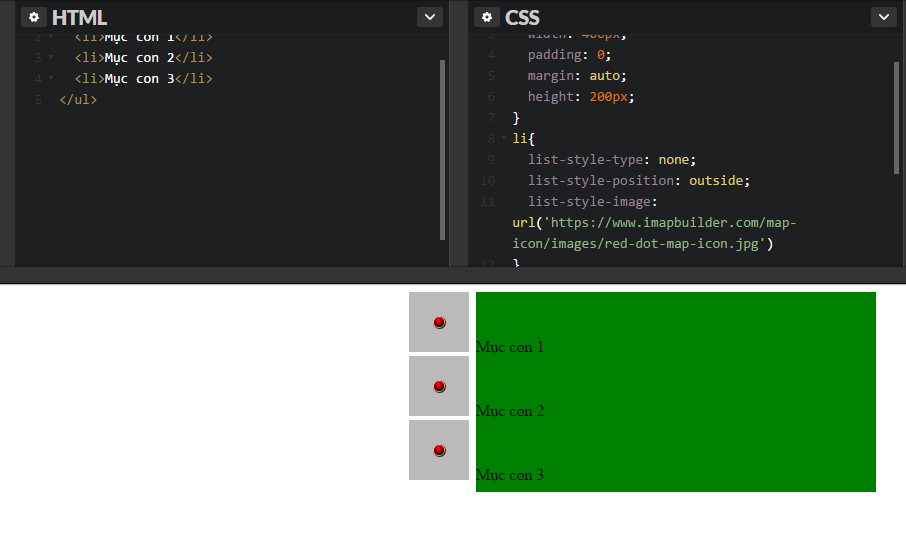 HTML
2 <li>Mục con 1</li>
3 <li>Mục con 2</li>
4 <li>Mục con 3</li>
5 </ul>
CSS
3 width: 400px;
4 padding: 0;
5 margin: auto;
6 height: 200px;
7 }
8 li{
9 list-style-type: none;
10 list-style-position: outside;
11 list-style-image:
url('https://www.imapbuilder.com/map-
icon/images/red-dot-map-icon.jpg')
12 }
Mục con 1
Mục con 2
Mục con 3